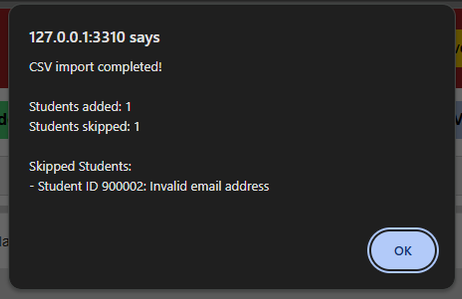 127.0.0.1:3310 says
CSV import completed!
Students added: 1
Students skipped: 1
Skipped Students:
- Student ID 900002: Invalid email address
OK